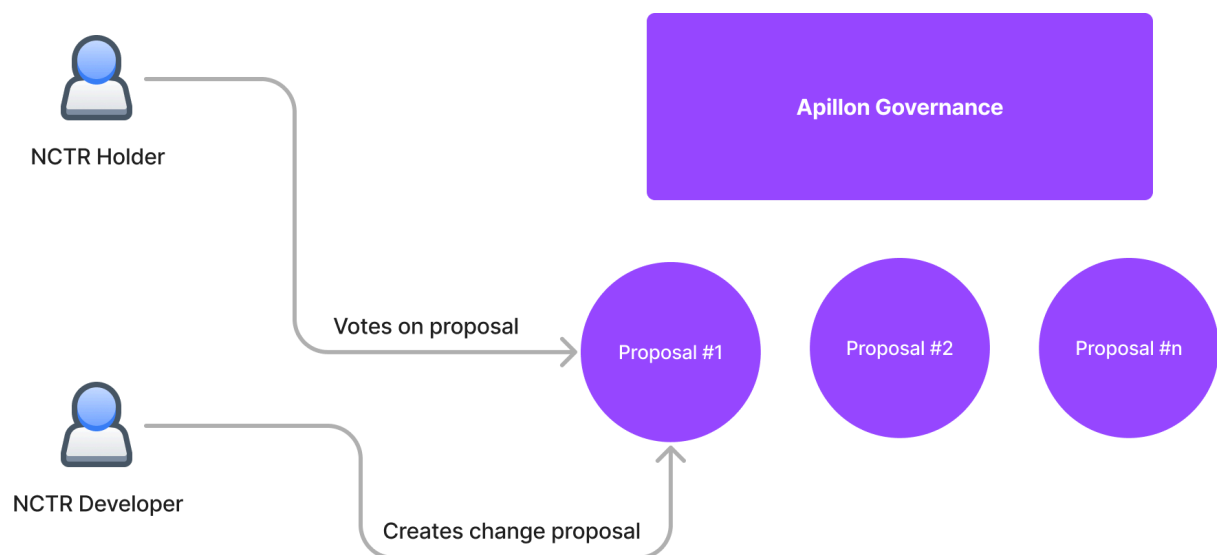 Apillon Governance
NCTR Holder
Votes on proposal
Proposal #1
Proposal #2
Proposal #n
NCTR Developer
Creates change proposal